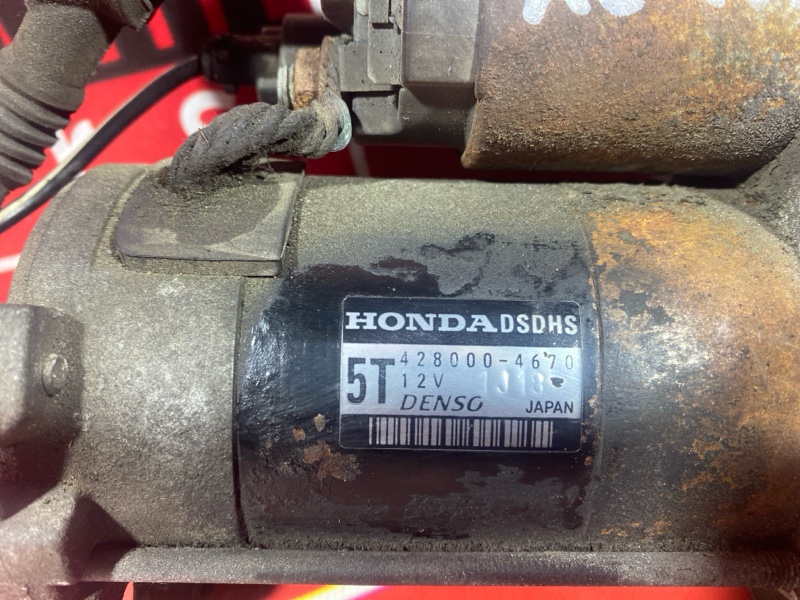 HONDA DSDHS
5T 428000-4670
12V 1J18
DENSO JAPAN